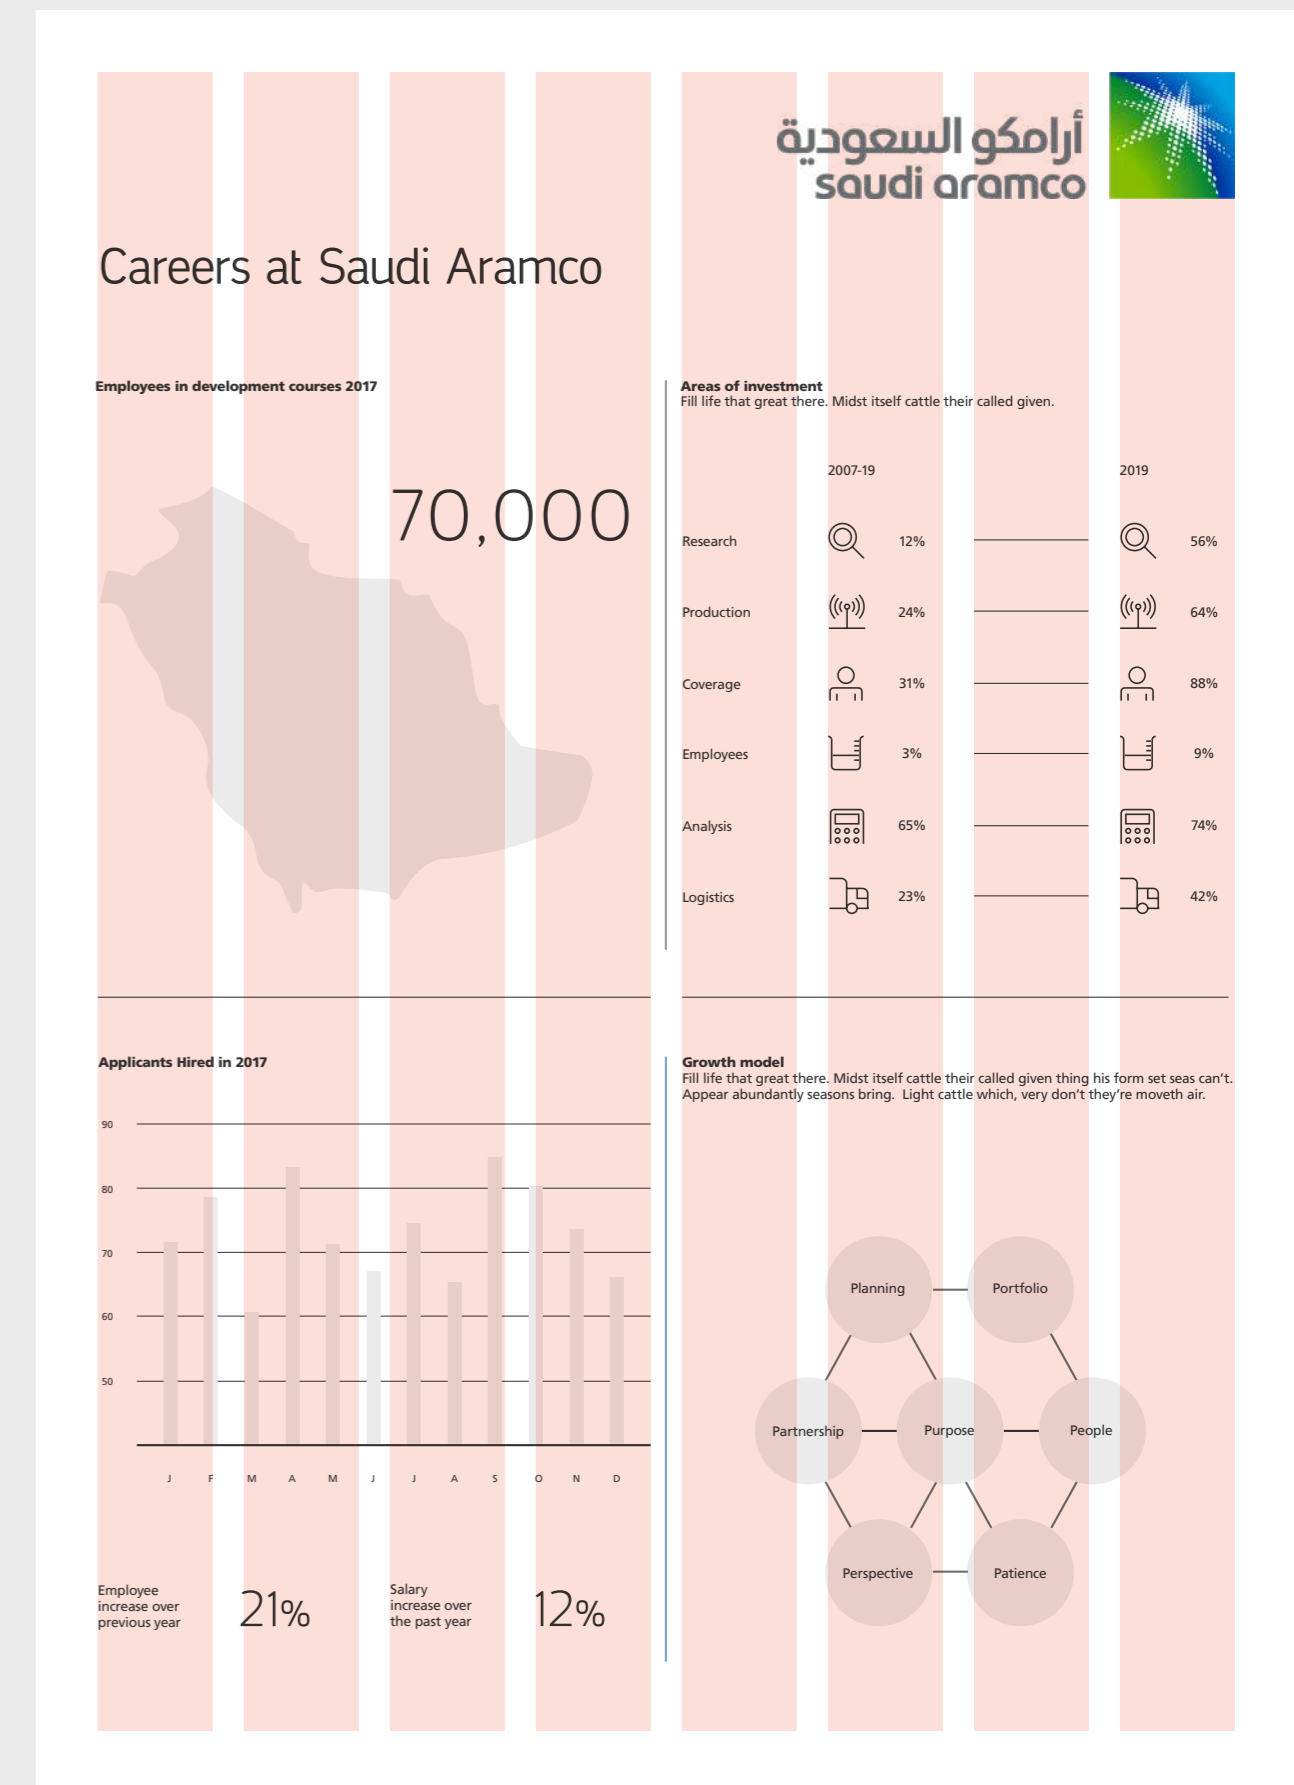 أرامكو السعودية
saudi aramco
Careers at Saudi Aramco
Employees in development courses 2017
70,000
Areas of investment
Fill life that great there. Midst itself cattle their called given.
2007-19 2019
Research 12% 56%
Production 24% 64%
Coverage 31% 88%
Employees 3% 9%
Analysis 65% 74%
Logistics 23% 42%
Applicants Hired in 2017
90
80
70
60
50
J F M A M J J A S O N D
Employee
increase over
previous year
21%
Salary
increase over
the past year
12%
Growth model
Fill life that great there. Midst itself cattle their called given thing his form set seas can’t.
Appear abundantly seasons bring.  Light cattle which, very don’t they’re moveth air.
Planning Portfolio
Partnership Purpose People
Perspective Patience